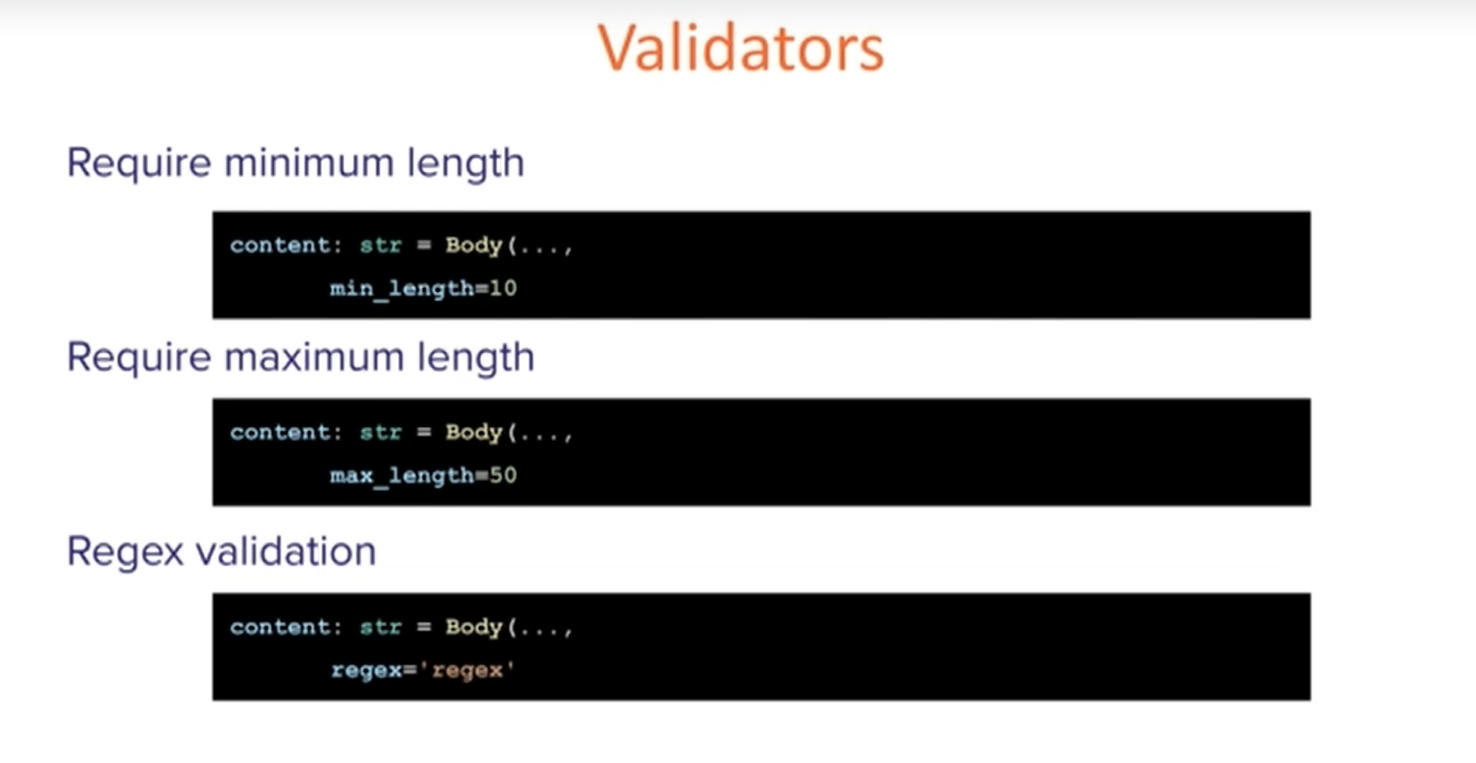 Validators
Require minimum length
content: str = Body(...,
min_length=10
Require maximum length
content: str = Body(...,
max_length=50
Regex validation
content: str = Body(...,
regex='regex'